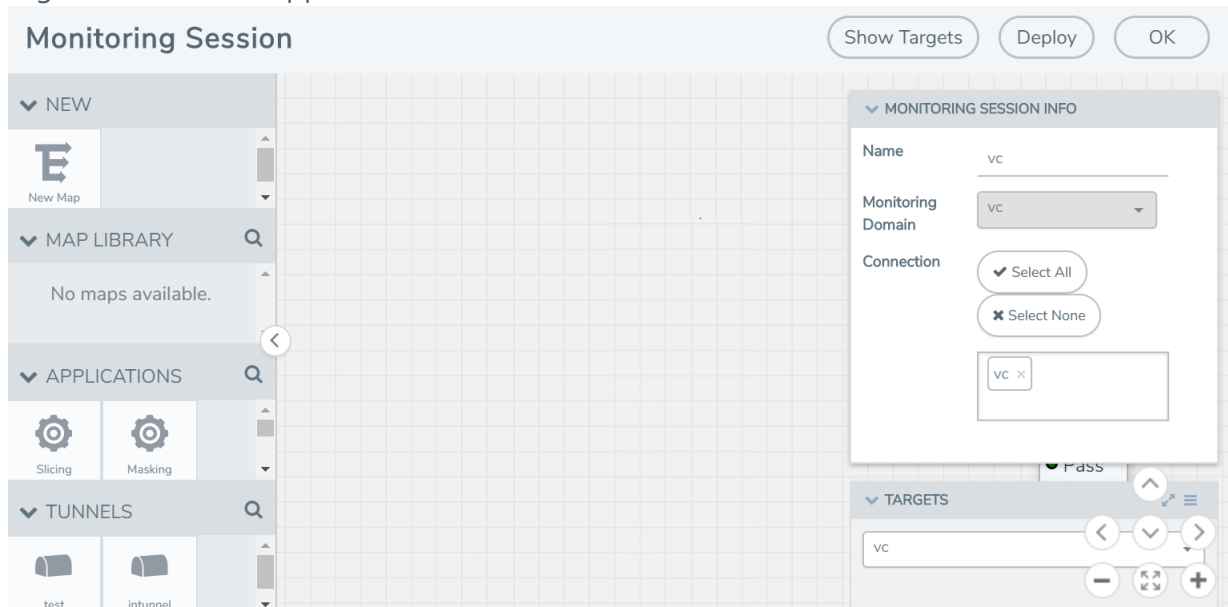 Monitoring Session
Show Targets
Deploy
OK
NEW
New Map
MAP LIBRARY
No maps available.
APPLICATIONS
Slicing
Masking
TUNNELS
test
intunnel
MONITORING SESSION INFO
Name
vc
Monitoring
Domain
vc
Connection
Select All
Select None
vc ×
Pass
TARGETS
vc